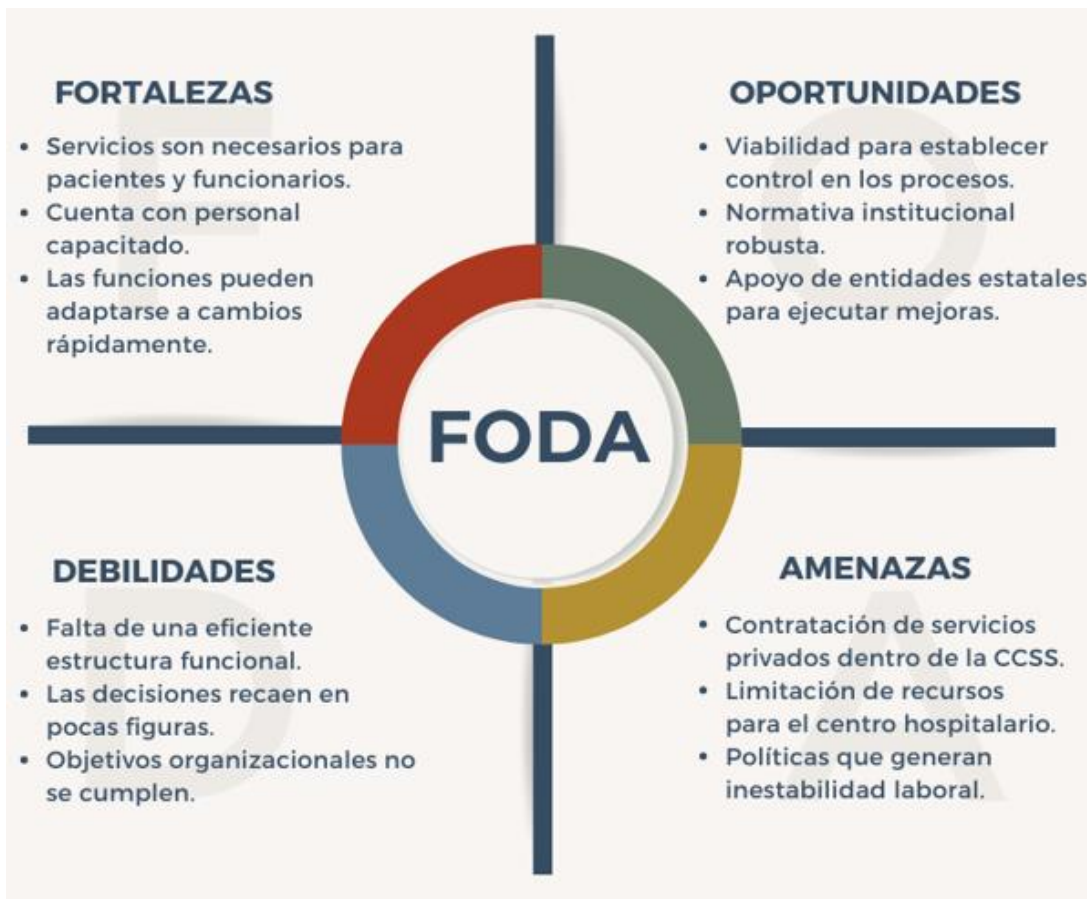 FORTALEZAS
• Servicios son necesarios para
pacientes y funcionarios.
• Cuenta con personal
capacitado.
• Las funciones pueden
adaptarse a cambios
rápidamente.
OPORTUNIDADES
• Viabilidad para establecer
control en los procesos.
• Normativa institucional
robusta.
• Apoyo de entidades estatales
para ejecutar mejoras.
FODA
DEBILIDADES
• Falta de una eficiente
estructura funcional.
• Las decisiones recaen en
pocas figuras.
• Objetivos organizacionales no
se cumplen.
AMENAZAS
• Contratación de servicios
privados dentro de la CCSS.
• Limitación de recursos
para el centro hospitalario.
• Políticas que generan
inestabilidad laboral.
F
O
D
A